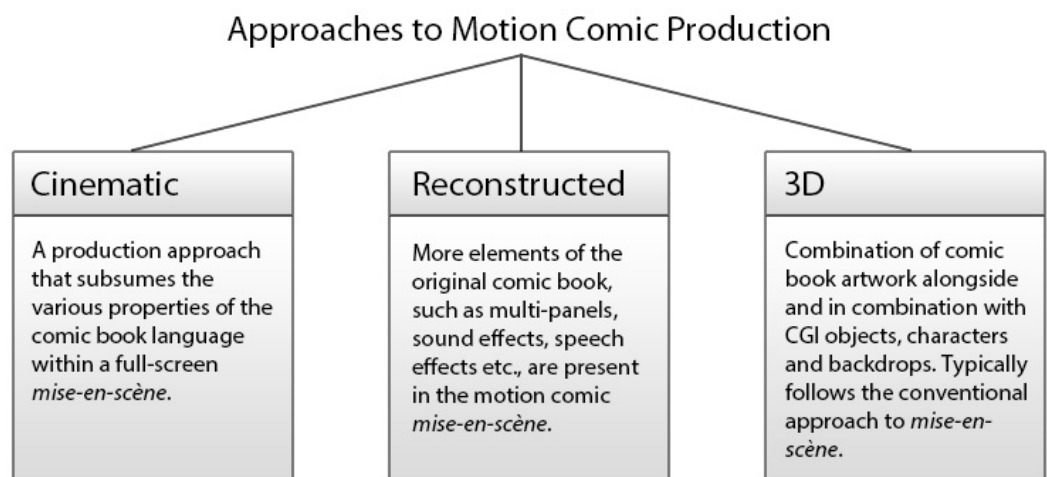 Approaches to Motion Comic Production
Cinematic
A production approach
that subsumes the
various properties of the
comic book language
within a full-screen
mise-en-scène.
Reconstructed
More elements of the
original comic book,
such as multi-panels,
sound effects, speech
effects etc., are present
in the motion comic
mise-en-scène.
3D
Combination of comic
book artwork alongside
and in combination with
CGI objects, characters
and backdrops. Typically
follows the conventional
approach to mise-en-
scène.